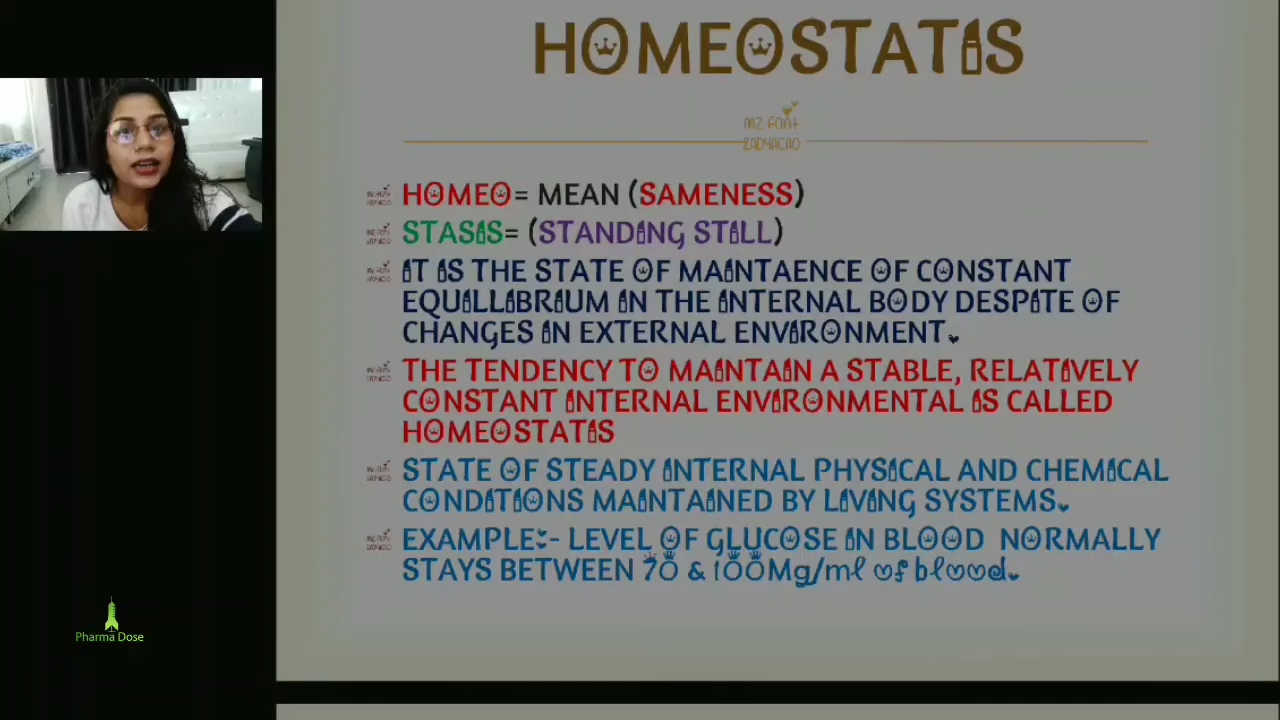 HOMEOSTATIS
MZ FONT
ZADYACAO
HOMEO= MEAN (SAMENESS)
STASIS= (STANDING STILL)
IT IS THE STATE OF MAINTAENCE OF CONSTANT
EQUILLIBRIUM IN THE INTERNAL BODY DESPITE OF
CHANGES IN EXTERNAL ENVIRONMENT.
THE TENDENCY TO MAINTAIN A STABLE, RELATIVELY
CONSTANT INTERNAL ENVIRONMENTAL IS CALLED
HOMEOSTATIS
STATE OF STEADY INTERNAL PHYSICAL AND CHEMICAL
CONDITIONS MAINTAINED BY LIVING SYSTEMS.
EXAMPLE:- LEVEL OF GLUCOSE IN BLOOD NORMALLY
STAYS BETWEEN 70 & 100Mg/ml of blood.
Pharma Dose